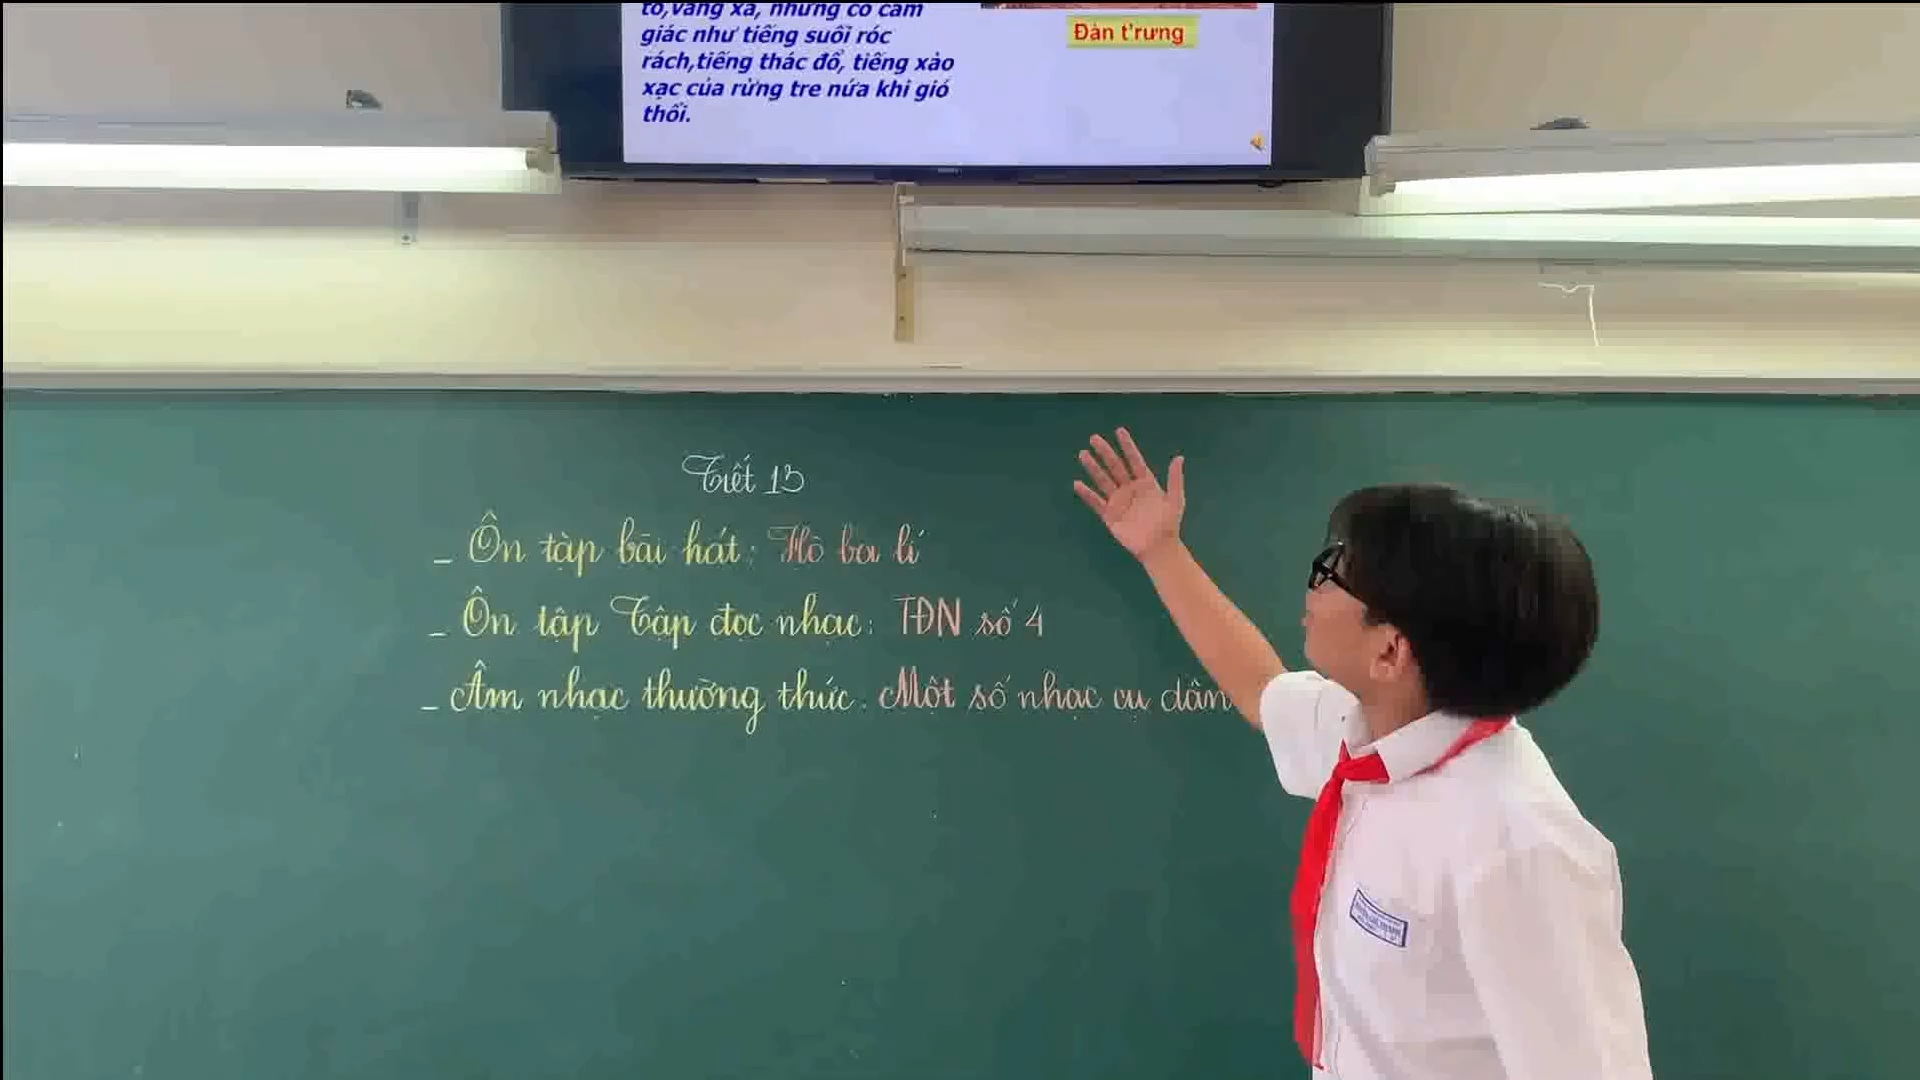 to,vang xa, nhưng có cảm
giác như tiếng suối róc
rách,tiếng thác đổ, tiếng xào
xạc của rừng tre nứa khi gió
thổi.
Đàn t'rưng
Tiết 13
_ Ôn tập bài hát: Hò ba lí
_ Ôn tập Tập đọc nhạc: TĐN số 4
_ Âm nhạc thường thức: Một số nhạc cụ dân